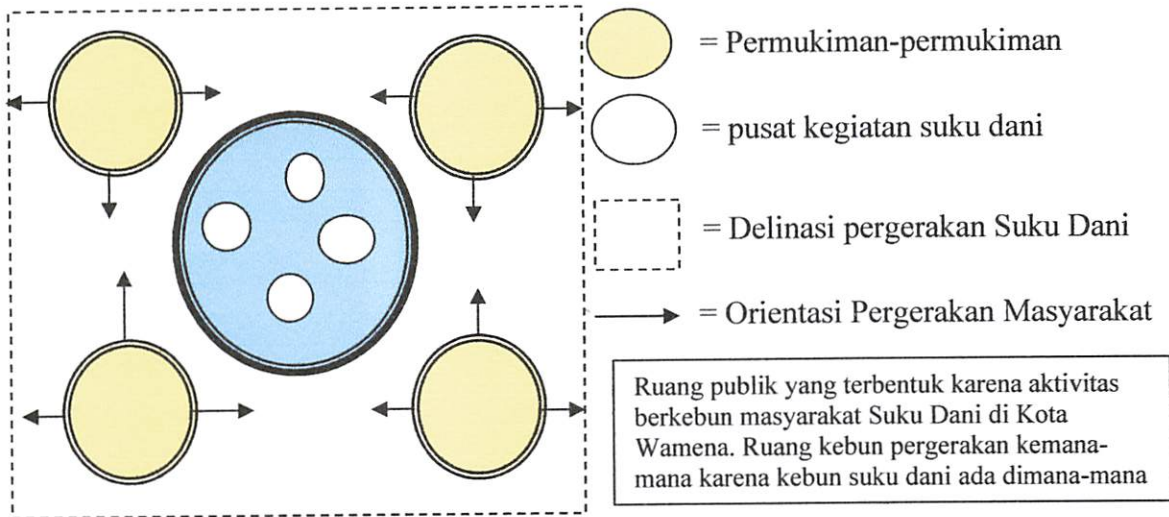 = Permukiman-permukiman
= pusat kegiatan suku dani
= Delinasi pergerakan Suku Dani
= Orientasi Pergerakan Masyarakat
Ruang publik yang terbentuk karena aktivitas
berkebun masyarakat Suku Dani di Kota
Wamena. Ruang kebun pergerakan kemana-
mana karena kebun suku dani ada dimana-mana